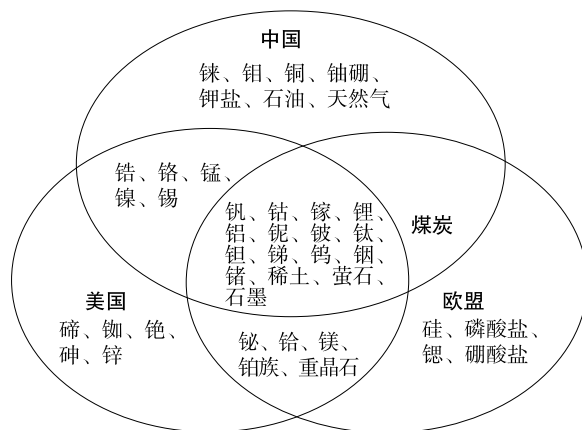 中国
铼、钼、铜、铀硼、
钾盐、石油、天然气
锆、铬、锰、
镍、锡
钒、钴、镓、锂、
铝、铌、铍、钛、
钽、锑、钨、铟、
锗、稀土、萤石、
石墨
煤炭
美国
碲、铷、铯、
砷、锌
欧盟
硅、磷酸盐、
锶、硼酸盐
铋、铪、镁、
铂族、重晶石